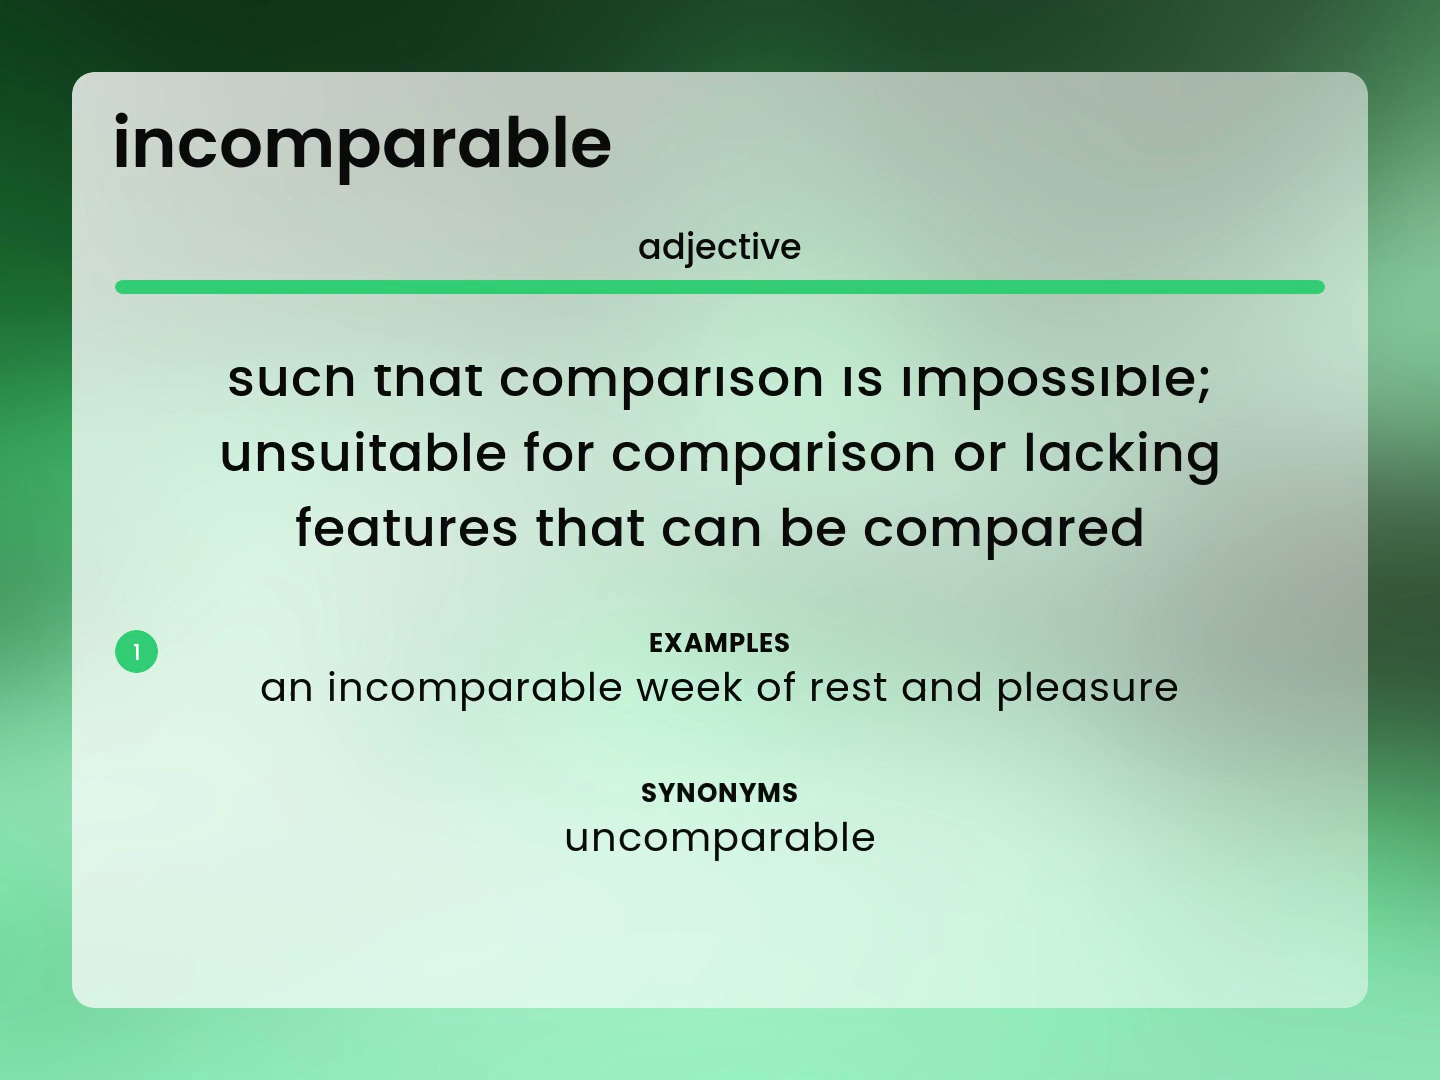 incomparable
adjective
such that comparison is impossible;
unsuitable for comparison or lacking
features that can be compared
1
EXAMPLES
an incomparable week of rest and pleasure
SYNONYMS
uncomparable